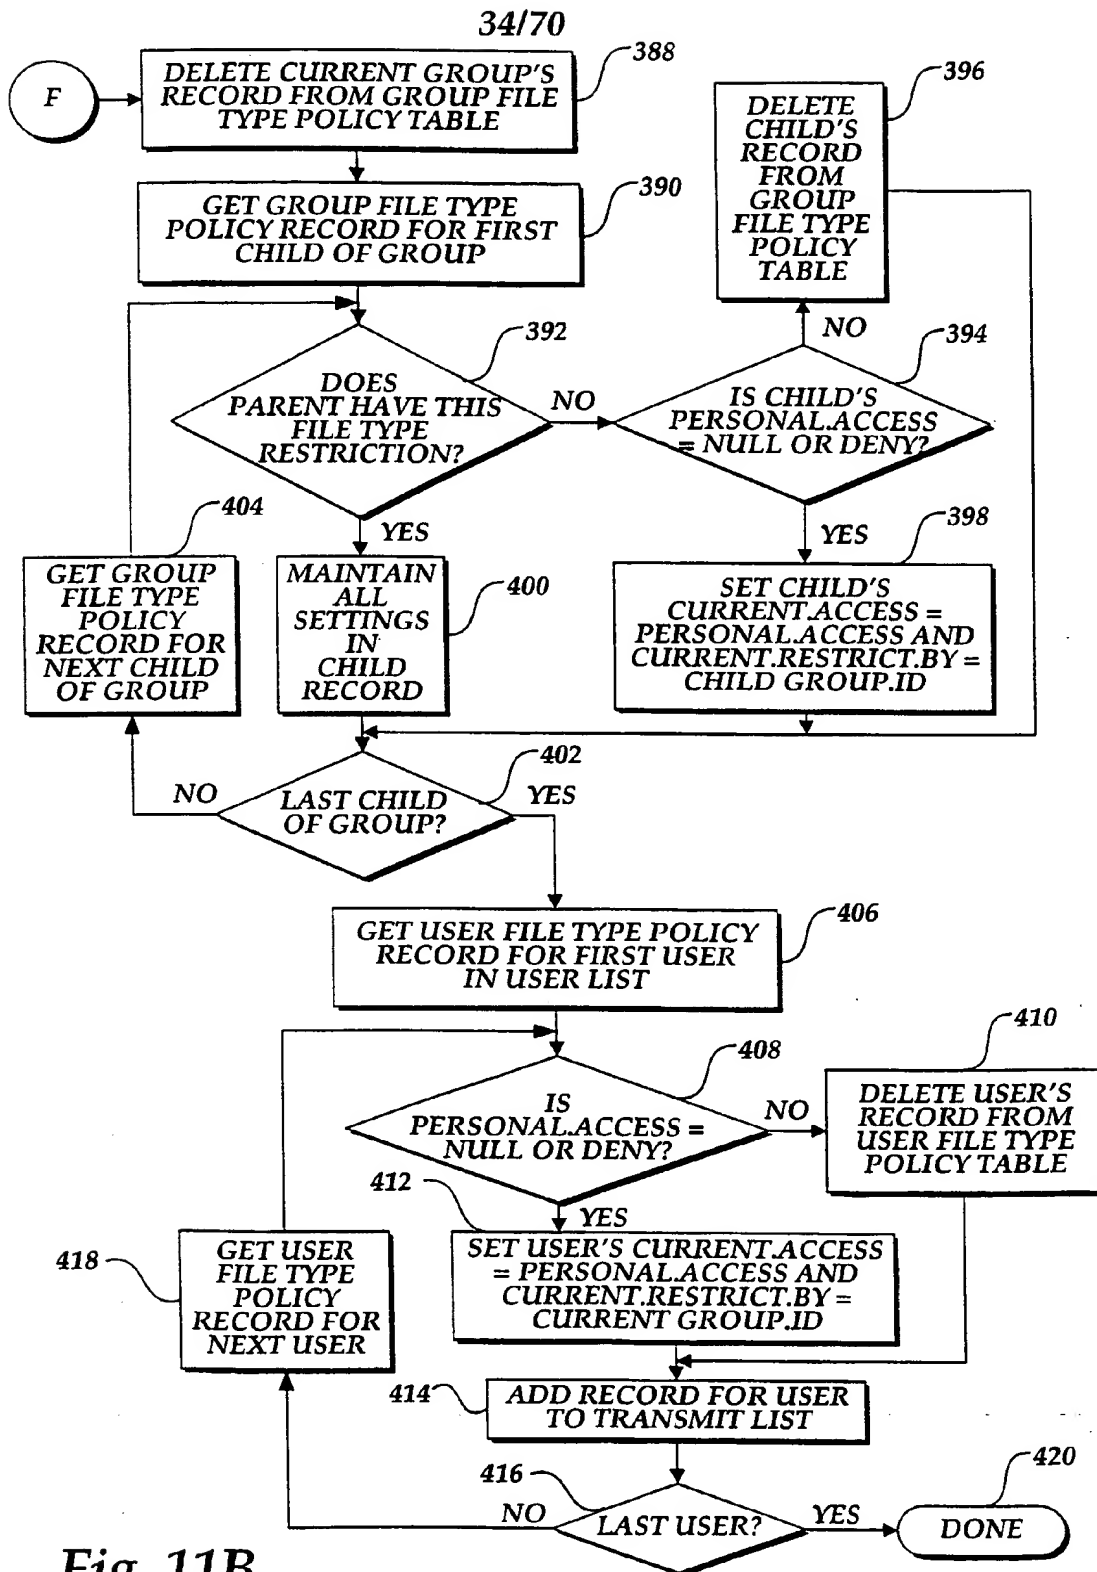 34/70
F
DELETE CURRENT GROUP'S
RECORD FROM GROUP FILE
TYPE POLICY TABLE
388
GET GROUP FILE TYPE
POLICY RECORD FOR FIRST
CHILD OF GROUP
390
DELETE
CHILD'S
RECORD
FROM
GROUP
FILE TYPE
POLICY
TABLE
396
DOES
PARENT HAVE THIS
FILE TYPE
RESTRICTION?
392
NO
NO
IS CHILD'S
PERSONAL.ACCESS
= NULL OR DENY?
394
YES
YES
404
GET GROUP
FILE TYPE
POLICY
RECORD FOR
NEXT CHILD
OF GROUP
MAINTAIN
ALL
SETTINGS
IN
CHILD
RECORD
400
SET CHILD'S
CURRENT.ACCESS =
PERSONAL.ACCESS AND
CURRENT.RESTRICT.BY =
CHILD GROUP.ID
398
NO
LAST CHILD
OF GROUP?
402
YES
GET USER FILE TYPE POLICY
RECORD FOR FIRST USER
IN USER LIST
406
IS
PERSONAL.ACCESS =
NULL OR DENY?
408
NO
DELETE USER'S
RECORD FROM
USER FILE TYPE
POLICY TABLE
410
412
YES
SET USER'S CURRENT.ACCESS
= PERSONAL.ACCESS AND
CURRENT.RESTRICT.BY =
CURRENT GROUP.ID
418
GET USER
FILE TYPE
POLICY
RECORD FOR
NEXT USER
414
ADD RECORD FOR USER
TO TRANSMIT LIST
416
NO
LAST USER?
YES
DONE
420
Fig. 11B